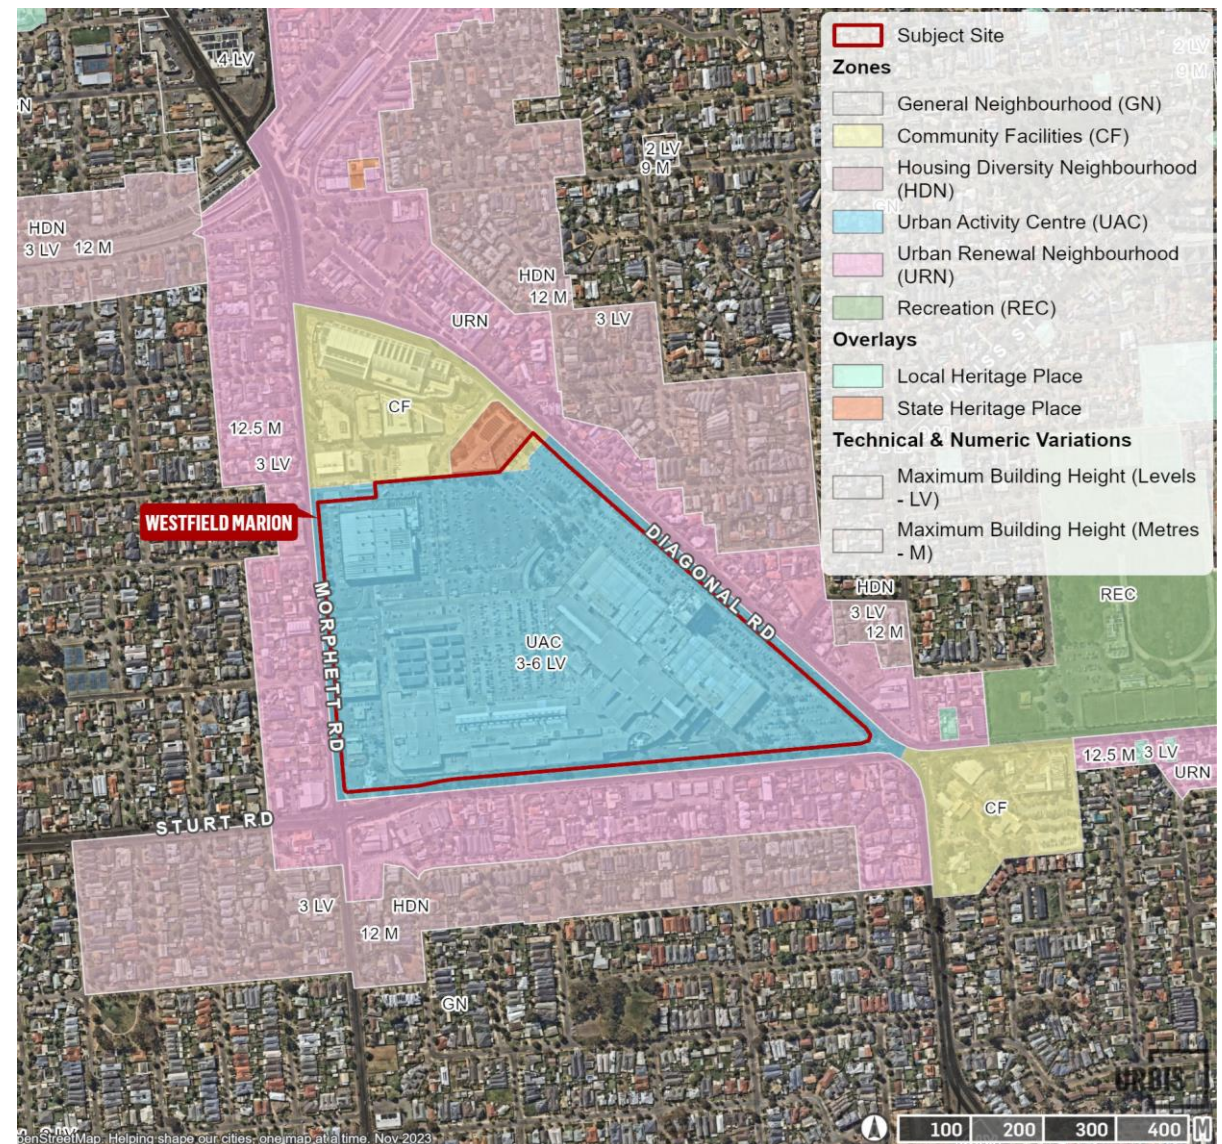 Subject Site
Zones
General Neighbourhood (GN)
Community Facilities (CF)
Housing Diversity Neighbourhood
(HDN)
Urban Activity Centre (UAC)
Urban Renewal Neighbourhood
(URN)
Recreation (REC)
Overlays
Local Heritage Place
State Heritage Place
Technical & Numeric Variations
Maximum Building Height (Levels
- LV)
Maximum Building Height (Metres
- M)
4 LV
2 LV
9 M
2 LV
9 M
GN
HDN
3 LV 12 M
HDN
12 M
3 LV
URN
CF
12.5 M
3 LV
WESTFIELD MARION
DIAGONAL RD
MORPHETT RD
UAC
3-6 LV
HDN
3 LV
12 M
REC
12.5 M 3 LV
URN
CF
STURT RD
3 LV
HDN
12 M
GN
URBIS
penStreetMap. Helping shape our cities, one map at a time. Nov 2023
100 200 300 400 M